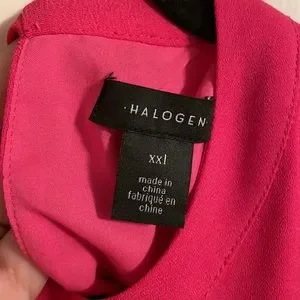 ·HALOGEN·
xxl
made in
china
fabriqué en
chine